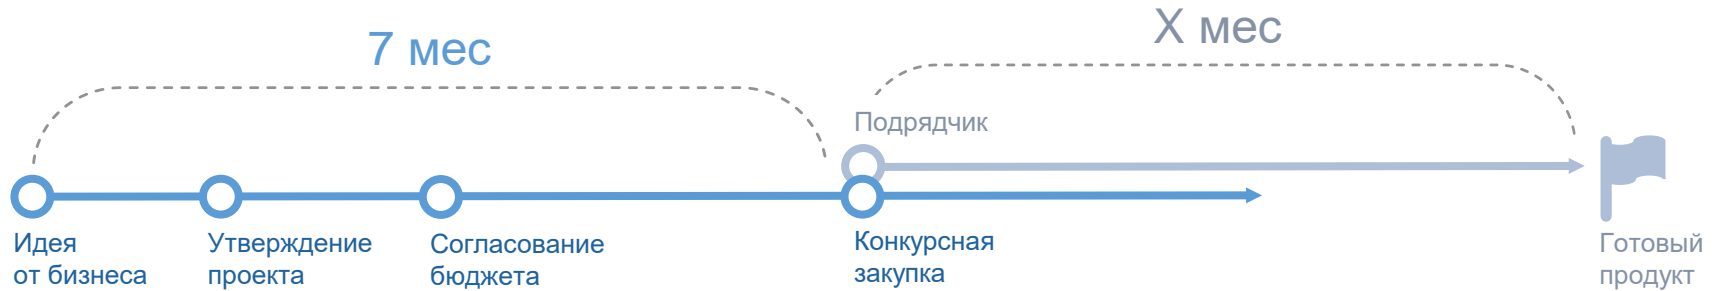 7 мес
X мес
Подрядчик
Идея
от бизнеса
Утверждение
проекта
Согласование
бюджета
Конкурсная
закупка
Готовый
продукт